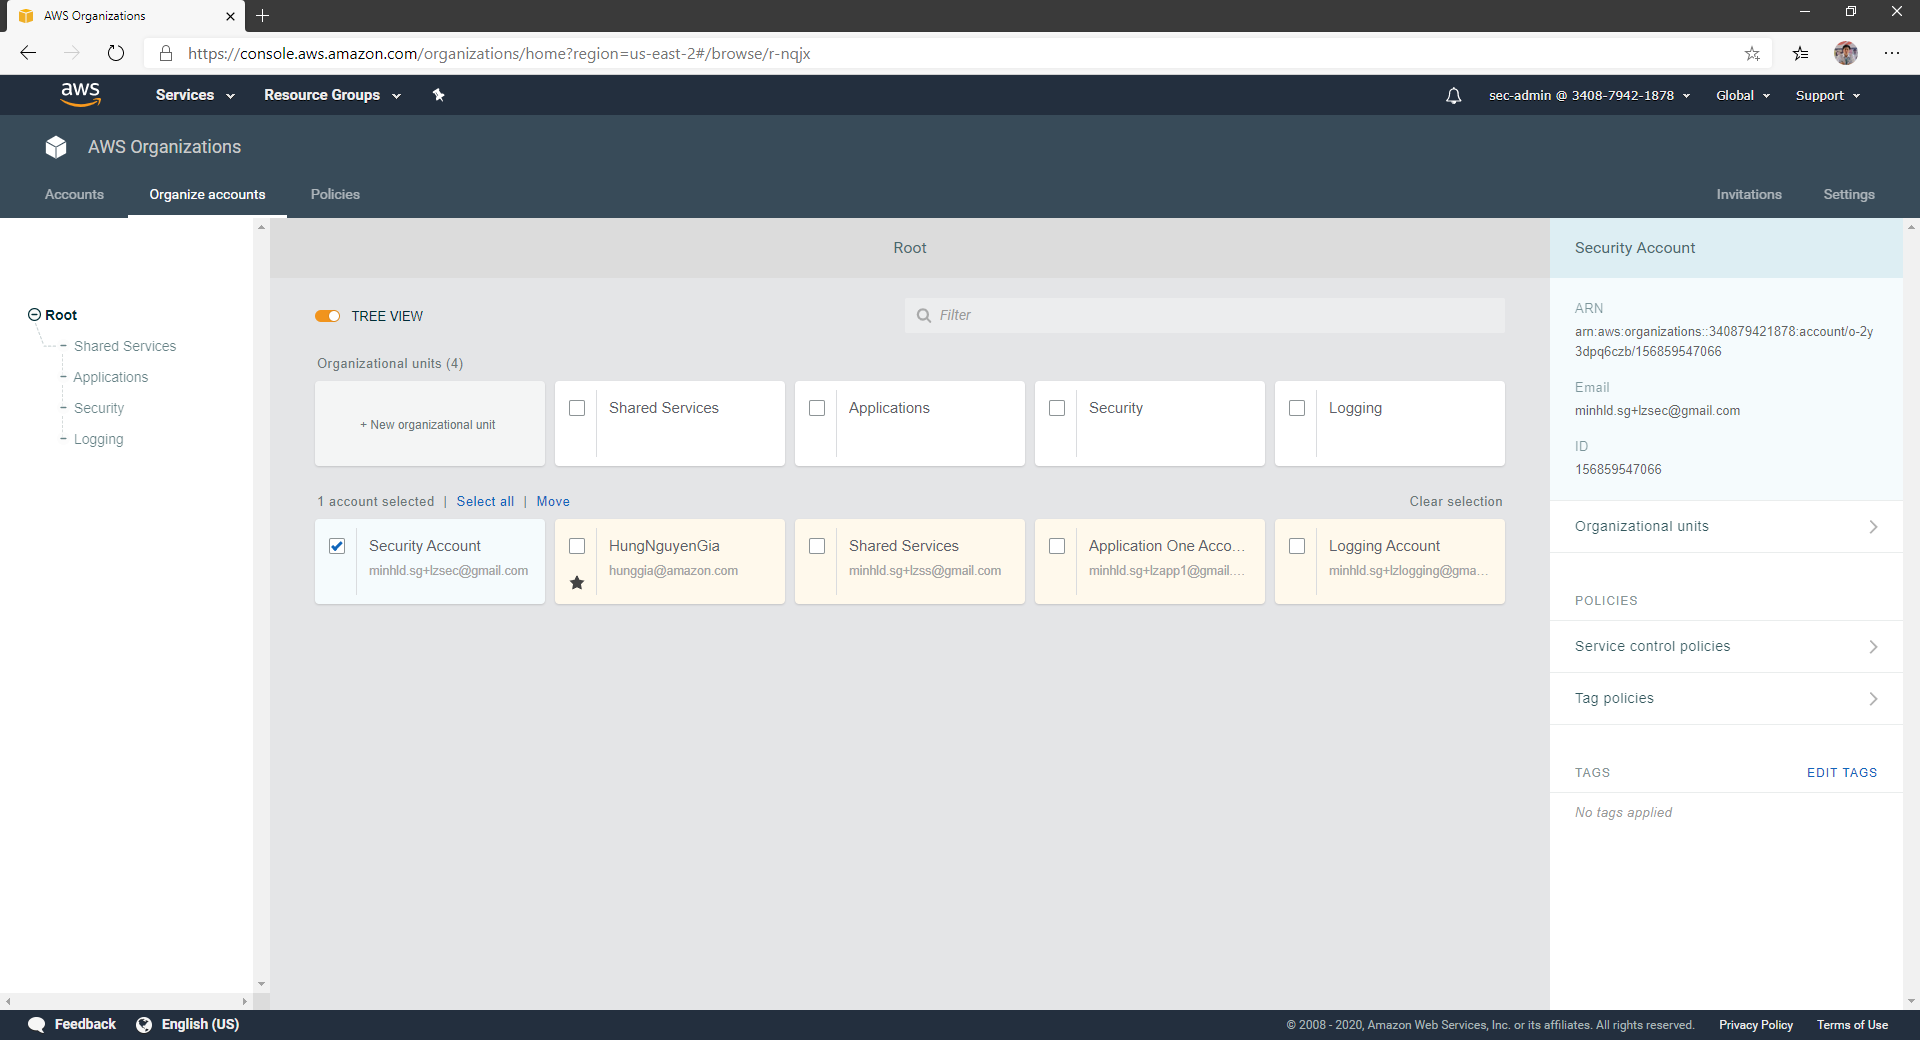 AWS Organizations
https://console.aws.amazon.com/organizations/home?region=us-east-2#/browse/r-nqjx
aws
Services
Resource Groups
sec-admin @ 3408-7942-1878
Global
Support
AWS Organizations
Accounts
Organize accounts
Policies
Invitations
Settings
Root
Shared Services
Applications
Security
Logging
Root
TREE VIEW
Filter
Organizational units (4)
+ New organizational unit
Shared Services
Applications
Security
Logging
1 account selected | Select all | Move
Clear selection
Security Account
minhld.sg+lzsec@gmail.com
HungNguyenGia
hunggia@amazon.com
Shared Services
minhld.sg+lzss@gmail.com
Application One Acco...
minhld.sg+lzapp1@gmail....
Logging Account
minhld.sg+lzlogging@gma...
Security Account
ARN
arn:aws:organizations::340879421878:account/o-2y
3dpq6czb/156859547066
Email
minhld.sg+lzsec@gmail.com
ID
156859547066
Organizational units
POLICIES
Service control policies
Tag policies
TAGS
EDIT TAGS
No tags applied
Feedback
English (US)
© 2008 - 2020, Amazon Web Services, Inc. or its affiliates. All rights reserved.
Privacy Policy
Terms of Use